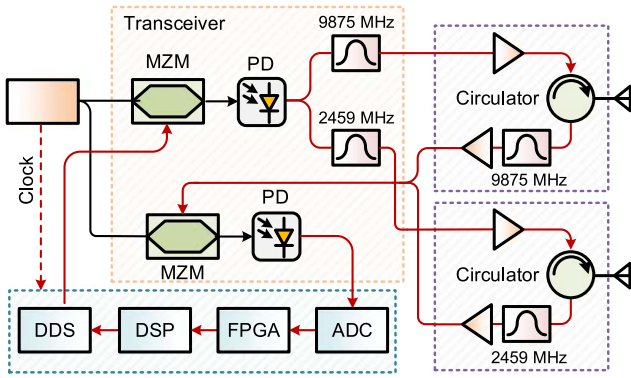 Transceiver
9875 MHz
MZM
PD
Circulator
2459 MHz
9875 MHz
Clock
PD
MZM
Circulator
DDS
DSP
FPGA
ADC
2459 MHz